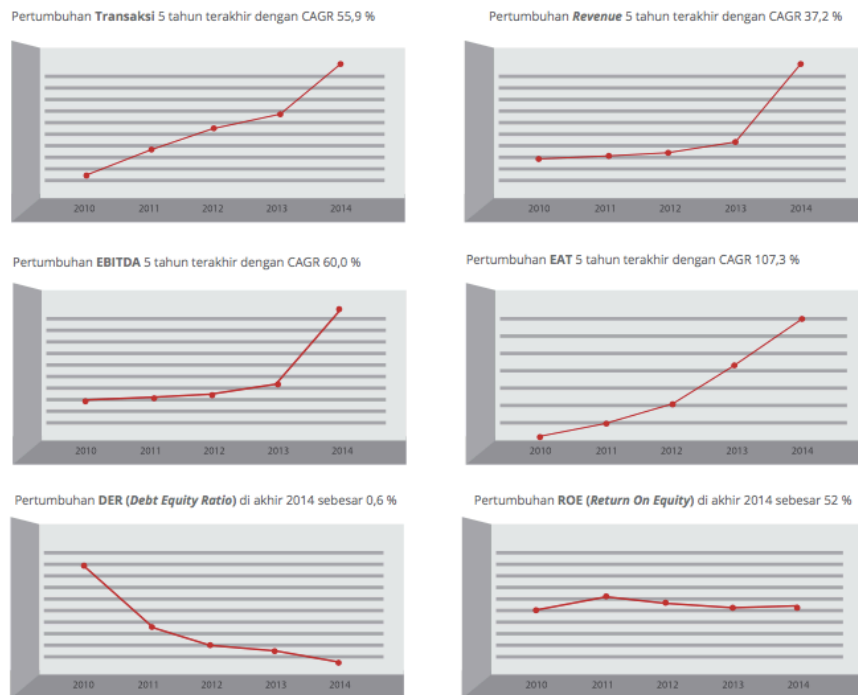 Pertumbuhan Transaksi 5 tahun terakhir dengan CAGR 55,9 %
2010 2011 2012 2013 2014
Pertumbuhan Revenue 5 tahun terakhir dengan CAGR 37,2 %
2010 2011 2012 2013 2014
Pertumbuhan EBITDA 5 tahun terakhir dengan CAGR 60,0 %
2010 2011 2012 2013 2014
Pertumbuhan EAT 5 tahun terakhir dengan CAGR 107,3 %
2010 2011 2012 2013 2014
Pertumbuhan DER (Debt Equity Ratio) di akhir 2014 sebesar 0,6 %
2010 2011 2012 2013 2014
Pertumbuhan ROE (Return On Equity) di akhir 2014 sebesar 52 %
2010 2011 2012 2013 2014